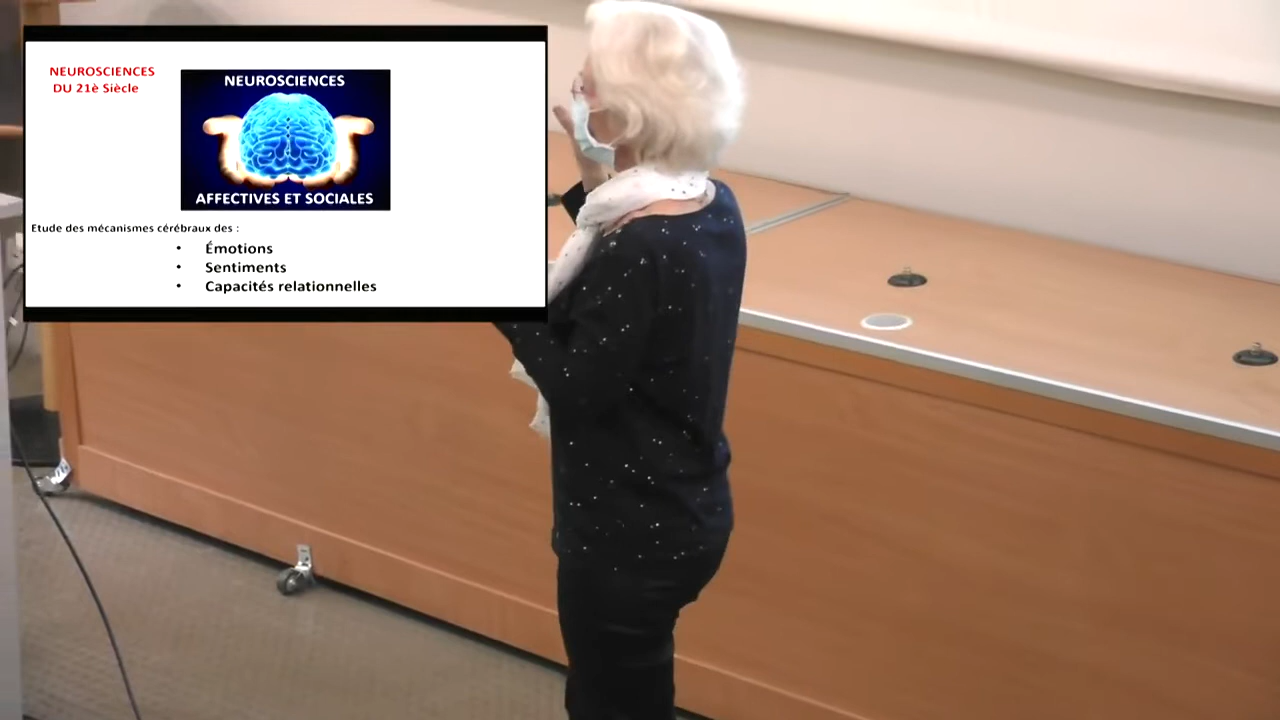 NEUROSCIENCES
DU 21è Siècle
NEUROSCIENCES
AFFECTIVES ET SOCIALES
Etude des mécanismes cérébraux des :
• Émotions
• Sentiments
• Capacités relationnelles